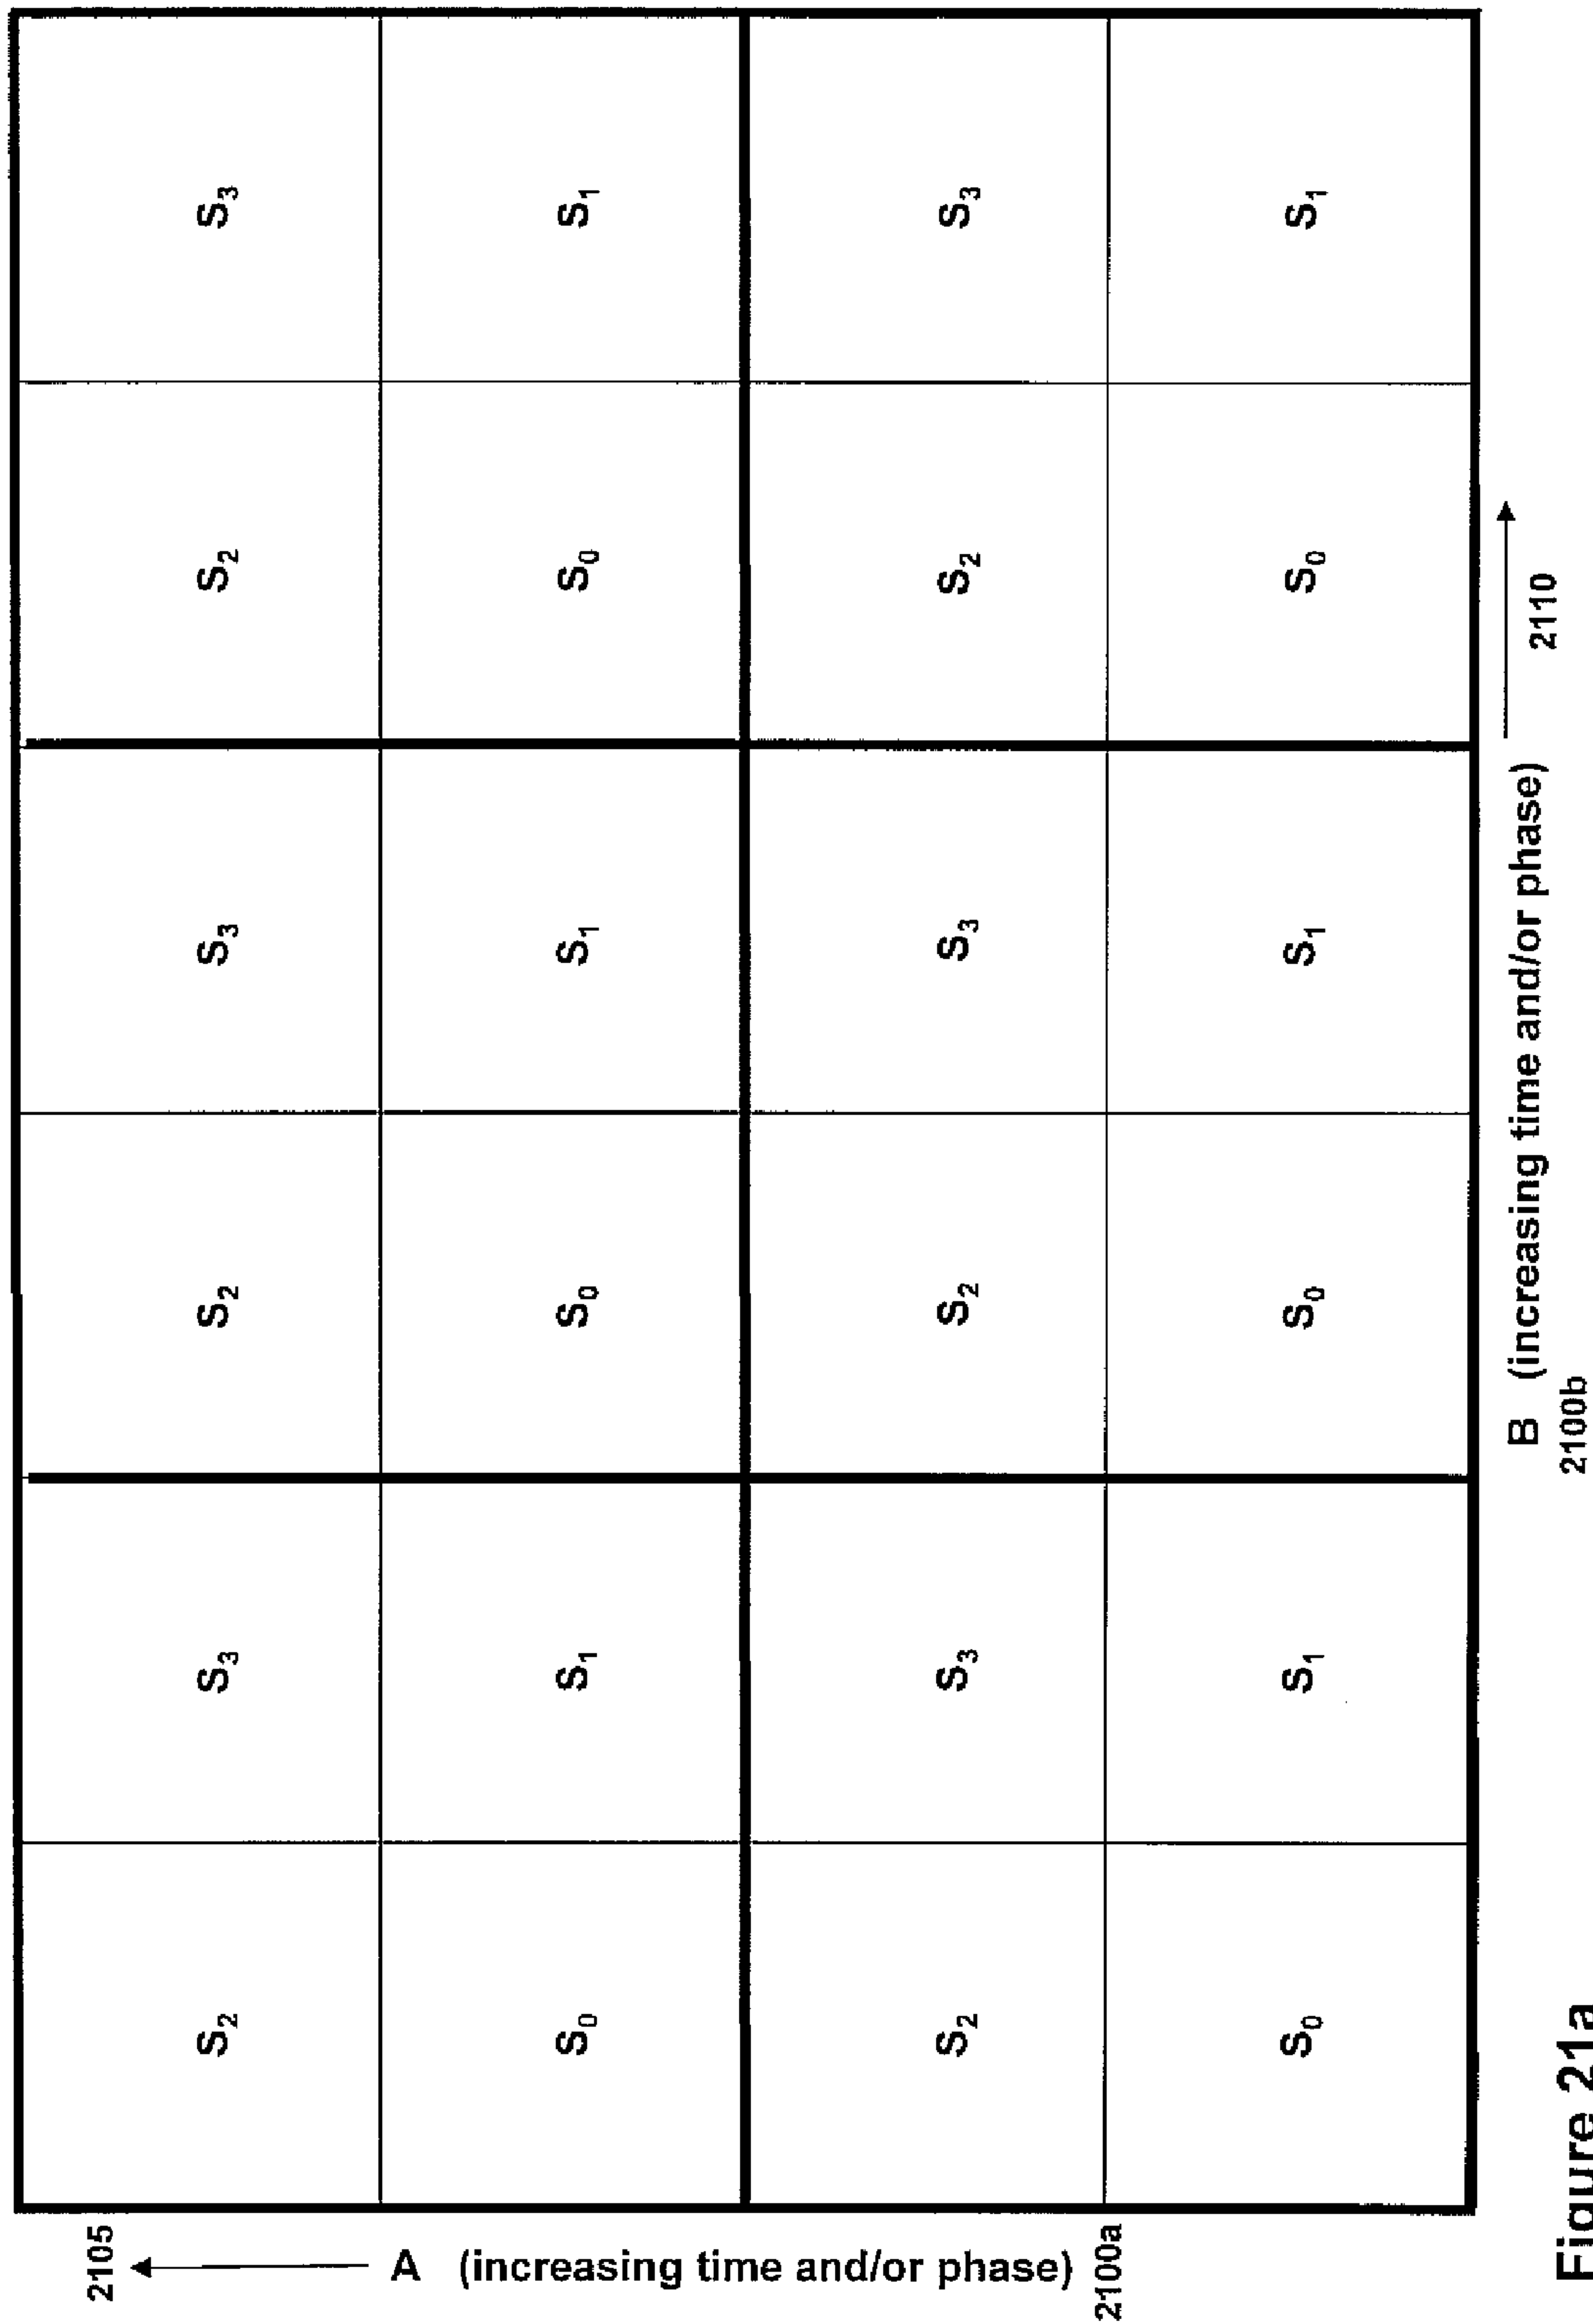 2105
A (increasing time and/or phase)
2100a
S₂ S₃ S₂ S₃ S₂ S₃
S₀ S₁ S₀ S₁ S₀ S₁
S₂ S₃ S₂ S₃ S₂ S₃
S₀ S₁ S₀ S₁ S₀ S₁
B (increasing time and/or phase)
2100b
2110
Figure 21a